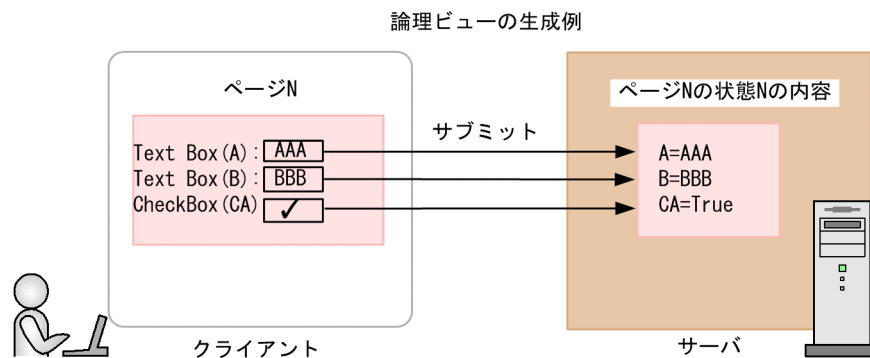 論理ビューの生成例
ページN
ページNの状態Nの内容
サブミット
Text Box(A): AAA
Text Box(B): BBB
CheckBox(CA) ✓
A=AAA
B=BBB
CA=True
クライアント
サーバ